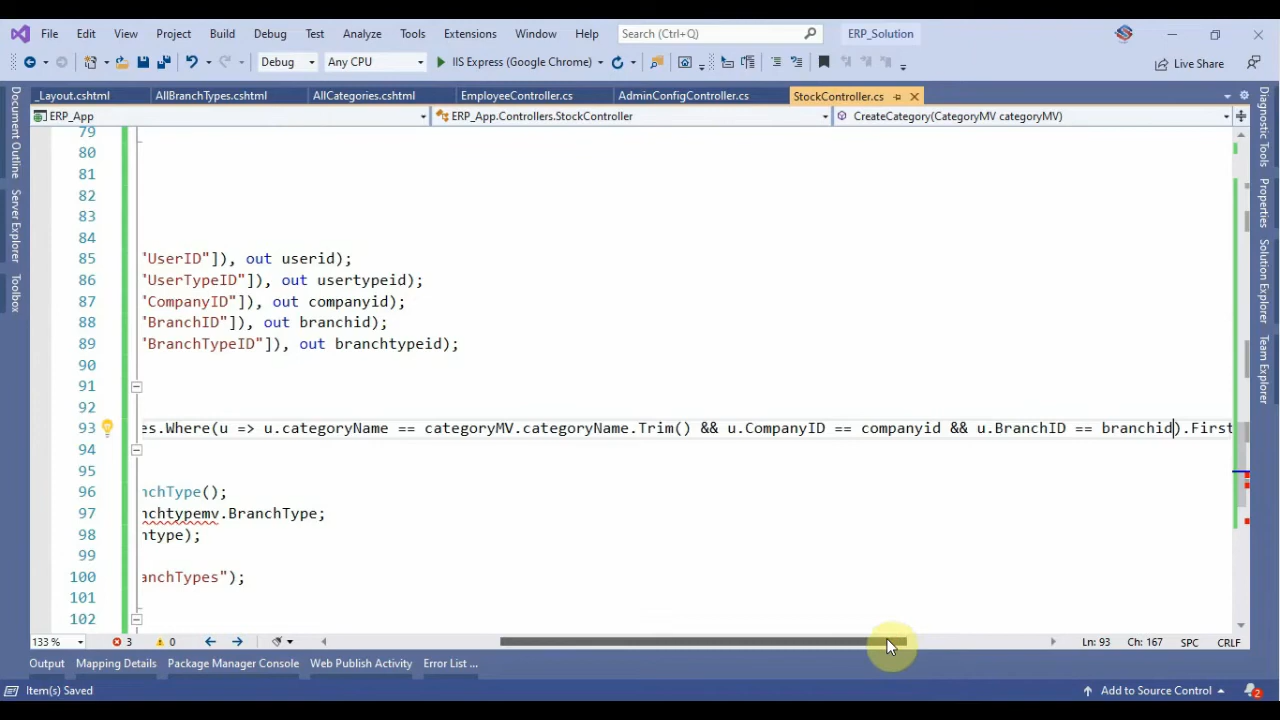 File Edit View Project Build Debug Test Analyze Tools Extensions Window Help Search (Ctrl+Q) ERP_Solution
Debug Any CPU IIS Express (Google Chrome) Live Share
_Layout.cshtml AllBranchTypes.cshtml AllCategories.cshtml EmployeeController.cs AdminConfigController.cs StockController.cs
ERP_App ERP_App.Controllers.StockController CreateCategory(CategoryMV categoryMV)
Document Outline
Server Explorer
Toolbox
79
80
81
82
83
84
85 "UserID"]), out userid);
86 "UserTypeID"]), out usertypeid);
87 "CompanyID"]), out companyid);
88 "BranchID"]), out branchid);
89 "BranchTypeID"]), out branchtypeid);
90
91
92
93 es.Where(u => u.categoryName == categoryMV.categoryName.Trim() && u.CompanyID == companyid && u.BranchID == branchid).First
94
95
96 nchType();
97 nchtypemv.BranchType;
98 htype);
99
100 anchTypes");
101
102
Diagnostic Tools
Properties
Solution Explorer
Team Explorer
133 % 3 0 Ln: 93 Ch: 167 SPC CRLF
Output Mapping Details Package Manager Console Web Publish Activity Error List ...
Item(s) Saved Add to Source Control 2